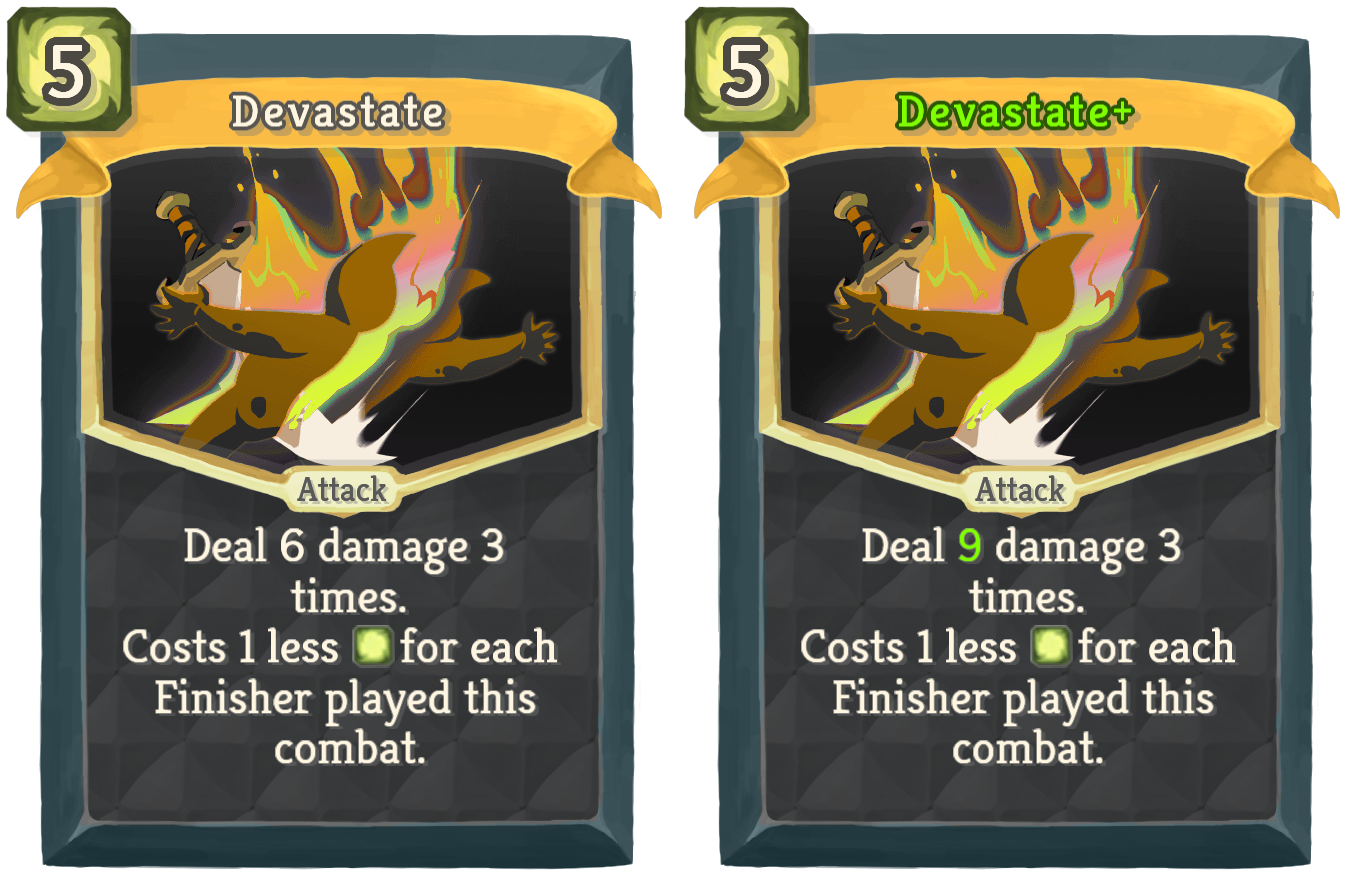 5
Devastate
Attack
Deal 6 damage 3
times.
Costs 1 less for each
Finisher played this
combat.
5
Devastate+
Attack
Deal 9 damage 3
times.
Costs 1 less for each
Finisher played this
combat.